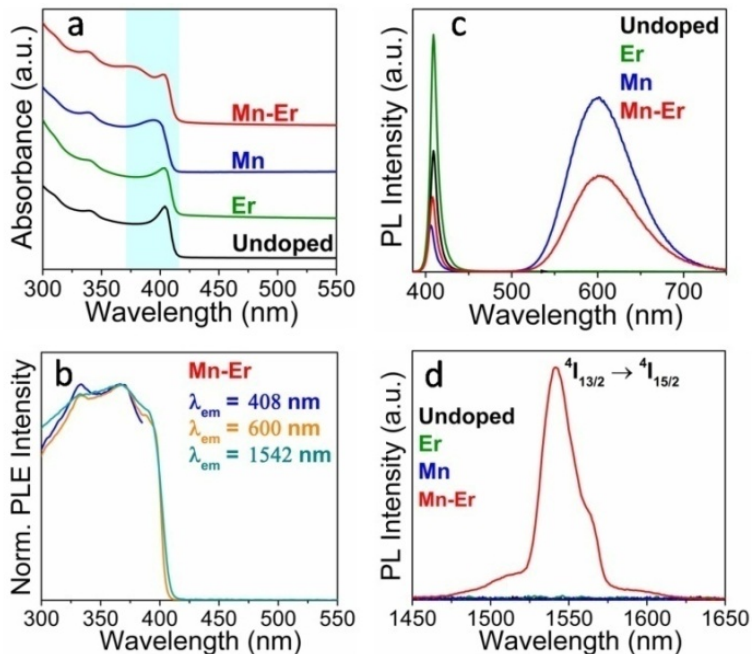 a
Absorbance (a.u.)
Mn-Er
Mn
Er
Undoped
300 350 400 450 500 550
Wavelength (nm)
c
PL Intensity (a.u.)
Undoped
Er
Mn
Mn-Er
400 500 600 700
Wavelength (nm)
b
Norm. PLE Intensity
Mn-Er
λem = 408 nm
λem = 600 nm
λem = 1542 nm
300 350 400 450 500 550
Wavelength (nm)
d
PL Intensity (a.u.)
⁴I₁₃/₂ → ⁴I₁₅/₂
Undoped
Er
Mn
Mn-Er
1450 1500 1550 1600 1650
Wavelength (nm)